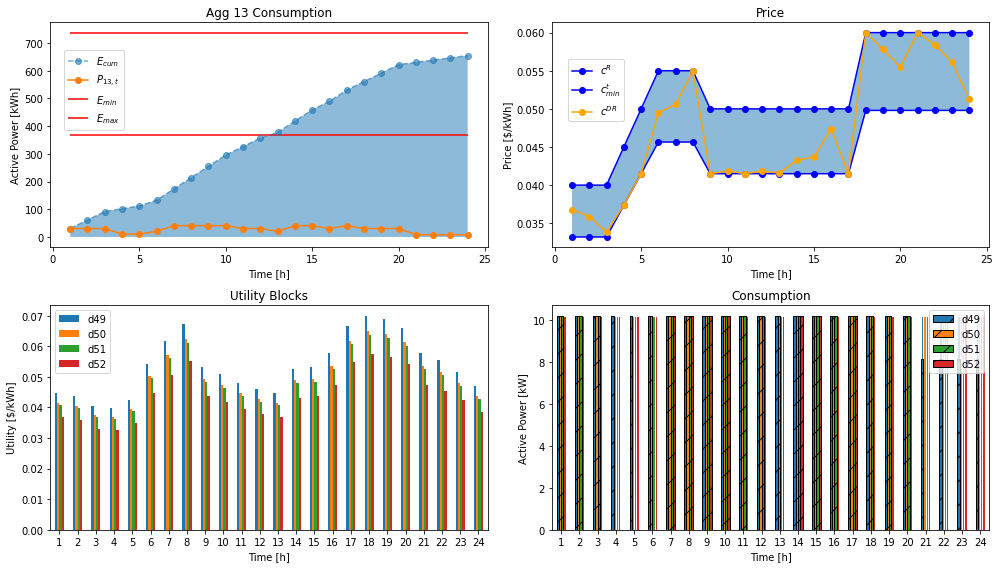 Agg 13 Consumption
Active Power [kWh]
700
600
500
400
300
200
100
0
E_cum
P_13,t
E_min
E_max
0 5 10 15 20 25
Time [h]
Price
Price [$/kWh]
0.060
0.055
0.050
0.045
0.040
0.035
c^R
c^t_min
c^DR
0 5 10 15 20 25
Time [h]
Utility Blocks
Utility [$/kWh]
0.07
0.06
0.05
0.04
0.03
0.02
0.01
0.00
d49
d50
d51
d52
1 2 3 4 5 6 7 8 9 10 11 12 13 14 15 16 17 18 19 20 21 22 23 24
Time [h]
Consumption
Active Power [kW]
10
8
6
4
2
0
d49
d50
d51
d52
1 2 3 4 5 6 7 8 9 10 11 12 13 14 15 16 17 18 19 20 21 22 23 24
Time [h]